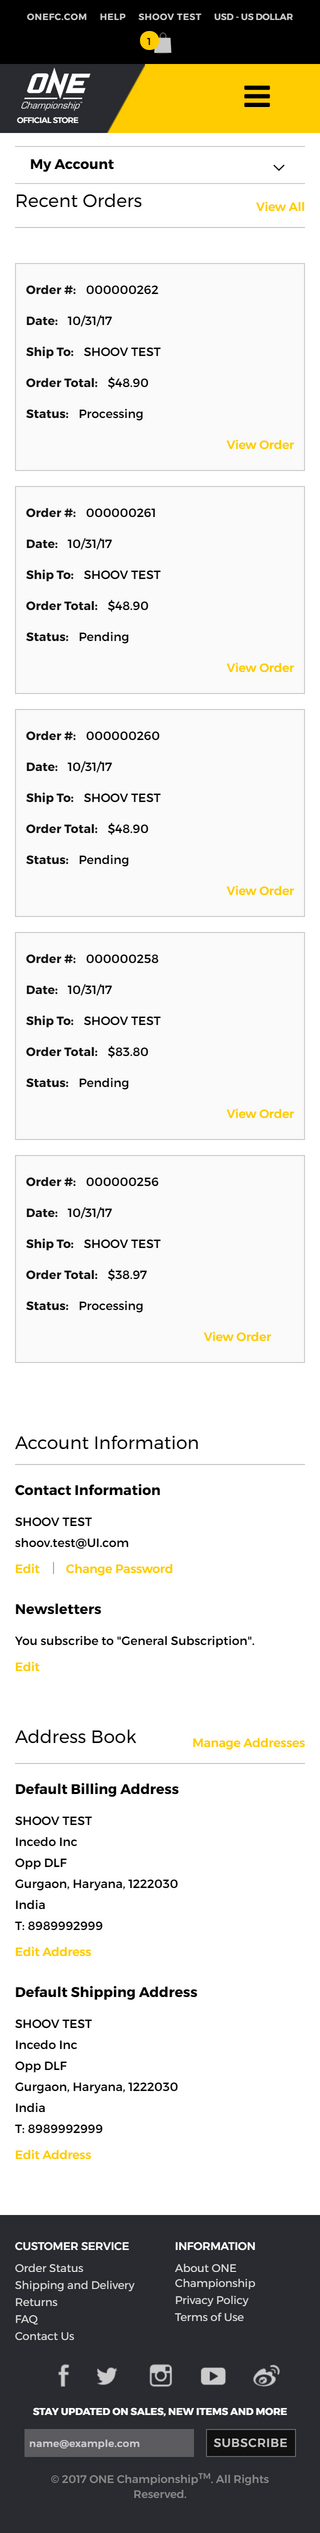 ONEFC.COM HELP SHOOV TEST USD - US DOLLAR
1
ONE
Championship
OFFICIAL STORE
My Account
Recent Orders
View All
Order #: 000000262
Date: 10/31/17
Ship To: SHOOV TEST
Order Total: $48.90
Status: Processing
View Order
Order #: 000000261
Date: 10/31/17
Ship To: SHOOV TEST
Order Total: $48.90
Status: Pending
View Order
Order #: 000000260
Date: 10/31/17
Ship To: SHOOV TEST
Order Total: $48.90
Status: Pending
View Order
Order #: 000000258
Date: 10/31/17
Ship To: SHOOV TEST
Order Total: $83.80
Status: Pending
View Order
Order #: 000000256
Date: 10/31/17
Ship To: SHOOV TEST
Order Total: $38.97
Status: Processing
View Order
Account Information
Contact Information
SHOOV TEST
shoov.test@UI.com
Edit | Change Password
Newsletters
You subscribe to "General Subscription".
Edit
Address Book
Manage Addresses
Default Billing Address
SHOOV TEST
Incedo Inc
Opp DLF
Gurgaon, Haryana, 1222030
India
T: 8989992999
Edit Address
Default Shipping Address
SHOOV TEST
Incedo Inc
Opp DLF
Gurgaon, Haryana, 1222030
India
T: 8989992999
Edit Address
CUSTOMER SERVICE
Order Status
Shipping and Delivery
Returns
FAQ
Contact Us
INFORMATION
About ONE
Championship
Privacy Policy
Terms of Use
STAY UPDATED ON SALES, NEW ITEMS AND MORE
name@example.com
SUBSCRIBE
© 2017 ONE Championship™. All Rights
Reserved.